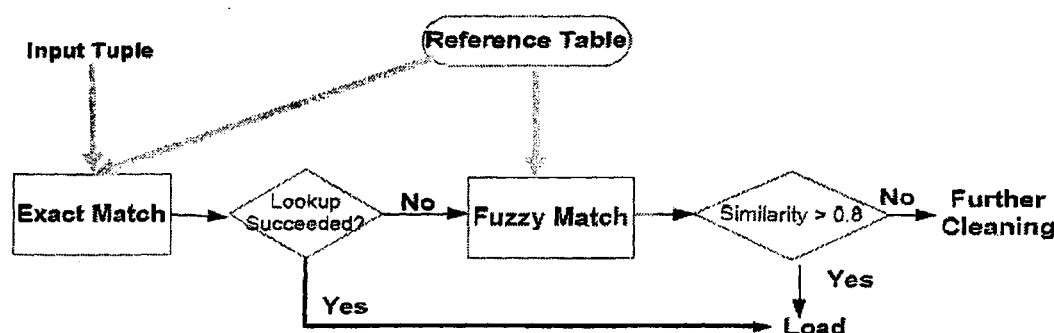 Reference Table
Input Tuple
Exact Match
Lookup
Succeeded?
No
Fuzzy Match
Similarity > 0.8
No
Further
Cleaning
Yes
Yes
Load